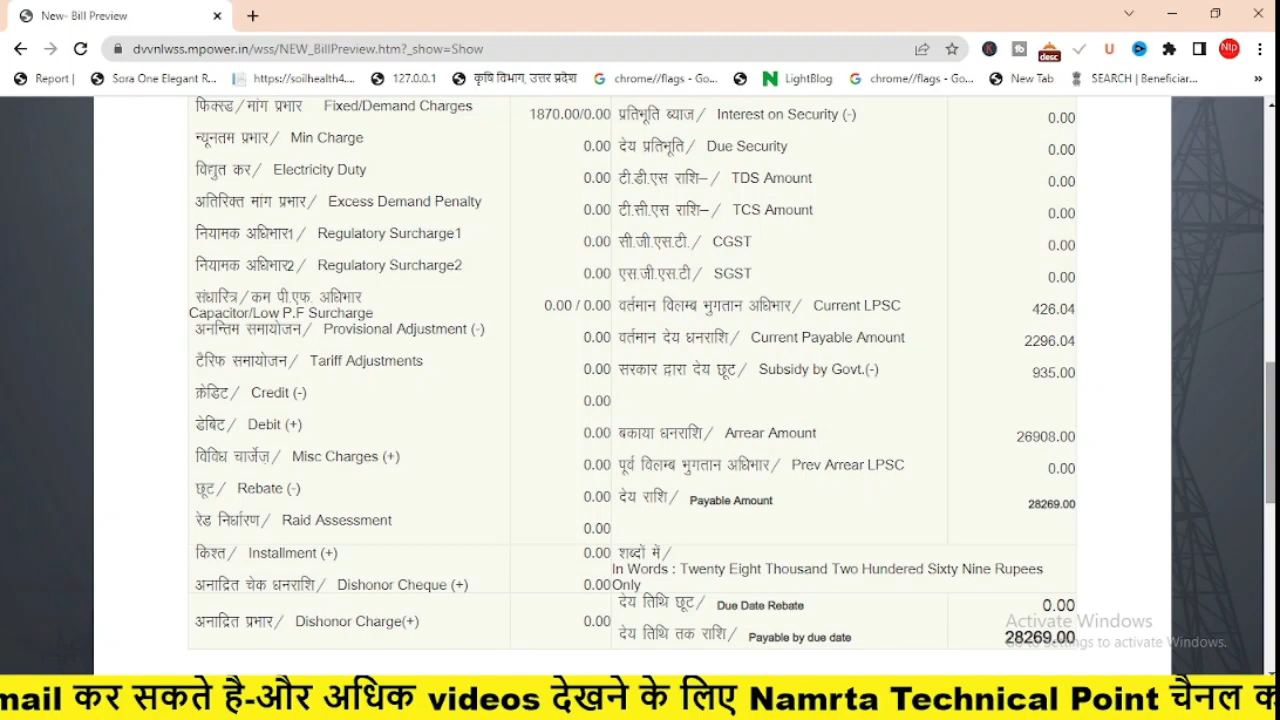 New- Bill Preview
dvvnlwss.mpower.in/wss/NEW_BillPreview.htm?_show=Show
desc
U
Ntp
Report |
Sora One Elegant R...
https://soilhealth4....
127.0.0.1
कृषि विभाग, उत्तर प्रदेश
chrome//flags - Go...
LightBlog
chrome//flags - Go...
New Tab
SEARCH | Beneficiar...
»
फिक्स्ड/मांग प्रभार Fixed/Demand Charges 1870.00/0.00 प्रतिभूति ब्याज/ Interest on Security (-) 0.00
न्यूनतम प्रभार/ Min Charge 0.00 देय प्रतिभूति/ Due Security 0.00
विद्युत कर/ Electricity Duty 0.00 टी.डी.एस राशि–/ TDS Amount 0.00
अतिरिक्त मांग प्रभार/ Excess Demand Penalty 0.00 टी.सी.एस राशि–/ TCS Amount 0.00
नियामक अधिभार1/ Regulatory Surcharge1 0.00 सी.जी.एस.टी./ CGST 0.00
नियामक अधिभार2/ Regulatory Surcharge2 0.00 एस.जी.एस.टी/ SGST 0.00
संधारित्र/कम पी.एफ. अधिभार
Capacitor/Low P.F Surcharge 0.00 / 0.00 वर्तमान विलम्ब भुगतान अधिभार/ Current LPSC 426.04
अनन्तिम समायोजन/ Provisional Adjustment (-) 0.00 वर्तमान देय धनराशि/ Current Payable Amount 2296.04
टैरिफ समायोजन/ Tariff Adjustments 0.00 सरकार द्वारा देय छूट/ Subsidy by Govt.(-) 935.00
क्रेडिट/ Credit (-) 0.00
डेबिट/ Debit (+) 0.00 बकाया धनराशि/ Arrear Amount 26908.00
विविध चार्जेज़/ Misc Charges (+) 0.00 पूर्व विलम्ब भुगतान अधिभार/ Prev Arrear LPSC 0.00
छूट/ Rebate (-) 0.00 देय राशि/ Payable Amount 28269.00
रेड निर्धारण/ Raid Assessment 0.00
किश्त/ Installment (+) 0.00 शब्दों में/
In Words : Twenty Eight Thousand Two Hundered Sixty Nine Rupees
अनाद्रित चेक धनराशि/ Dishonor Cheque (+) 0.00 Only
देय तिथि छूट/ Due Date Rebate 0.00
अनाद्रित प्रभार/ Dishonor Charge(+) 0.00
देय तिथि तक राशि/ Payable by due date 28269.00
Activate Windows
Go to Settings to activate Windows.
mail कर सकते है-और अधिक videos देखने के लिए Namrta Technical Point चैनल क